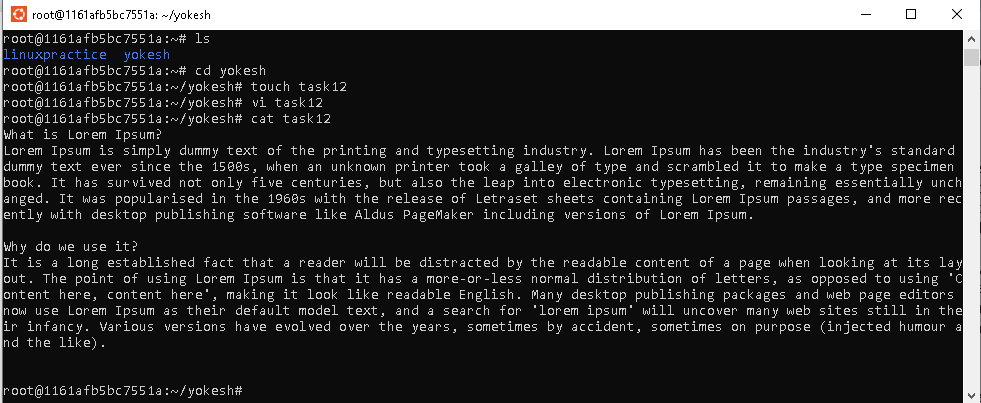 root@1161afb5bc7551a: ~/yokesh
root@1161afb5bc7551a:~# ls
linuxpractice  yokesh
root@1161afb5bc7551a:~# cd yokesh
root@1161afb5bc7551a:~/yokesh# touch task12
root@1161afb5bc7551a:~/yokesh# vi task12
root@1161afb5bc7551a:~/yokesh# cat task12
What is Lorem Ipsum?
Lorem Ipsum is simply dummy text of the printing and typesetting industry. Lorem Ipsum has been the industry's standard
dummy text ever since the 1500s, when an unknown printer took a galley of type and scrambled it to make a type specimen
book. It has survived not only five centuries, but also the leap into electronic typesetting, remaining essentially unch
anged. It was popularised in the 1960s with the release of Letraset sheets containing Lorem Ipsum passages, and more rec
ently with desktop publishing software like Aldus PageMaker including versions of Lorem Ipsum.
Why do we use it?
It is a long established fact that a reader will be distracted by the readable content of a page when looking at its lay
out. The point of using Lorem Ipsum is that it has a more-or-less normal distribution of letters, as opposed to using 'C
ontent here, content here', making it look like readable English. Many desktop publishing packages and web page editors
now use Lorem Ipsum as their default model text, and a search for 'lorem ipsum' will uncover many web sites still in the
ir infancy. Various versions have evolved over the years, sometimes by accident, sometimes on purpose (injected humour a
nd the like).
root@1161afb5bc7551a:~/yokesh#